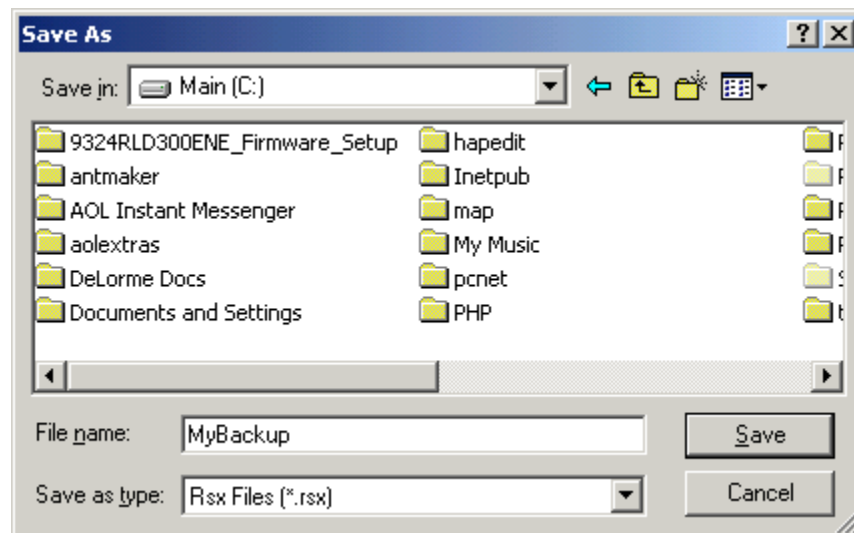 Save As
Save in: Main (C:)
9324RLD300ENE_Firmware_Setup
antmaker
AOL Instant Messenger
aolextras
DeLorme Docs
Documents and Settings
hapedit
Inetpub
map
My Music
pcnet
PHP
File name: MyBackup
Save
Save as type: Rsx Files (*.rsx)
Cancel